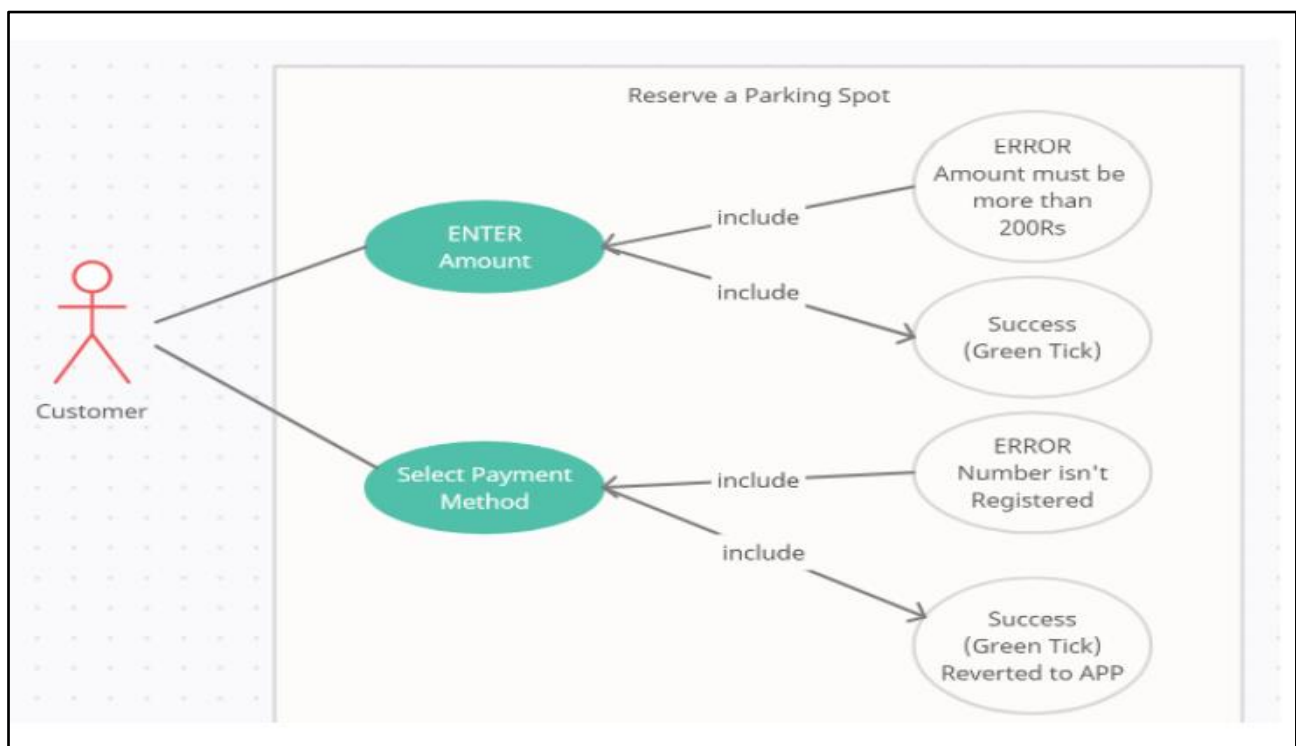 Reserve a Parking Spot
ERROR
Amount must be
more than
200Rs
include
ENTER
Amount
include
Success
(Green Tick)
Customer
ERROR
Number isn't
Registered
Select Payment
Method
include
include
Success
(Green Tick)
Reverted to APP